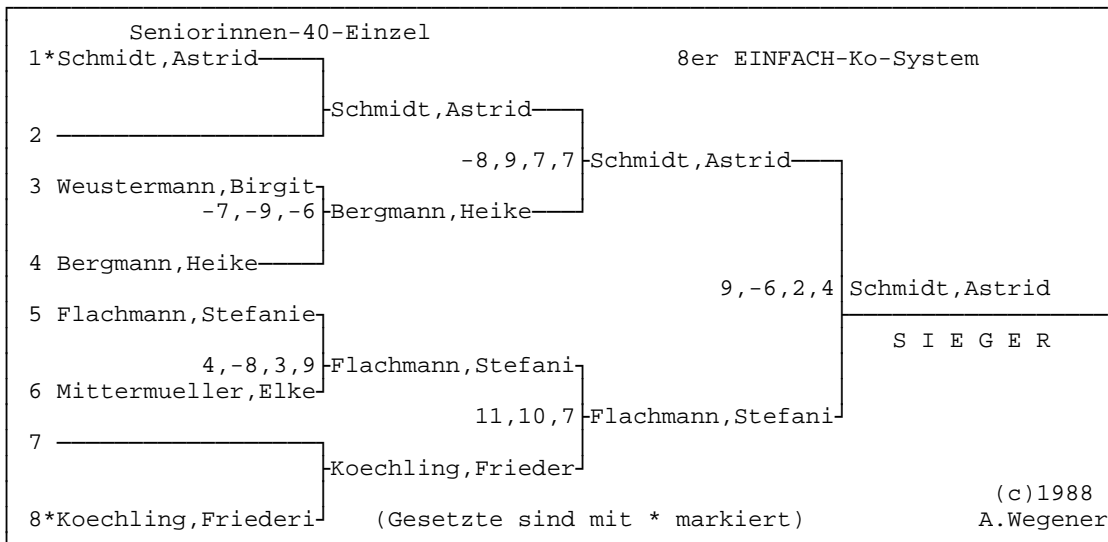 Seniorinnen-40-Einzel
1*Schmidt,Astrid 8er EINFACH-Ko-System
Schmidt,Astrid
2
-8,9,7,7 Schmidt,Astrid
3 Weustermann,Birgit
-7,-9,-6 Bergmann,Heike
4 Bergmann,Heike
9,-6,2,4 Schmidt,Astrid
5 Flachmann,Stefanie
S I E G E R
4,-8,3,9 Flachmann,Stefani
6 Mittermueller,Elke
11,10,7 Flachmann,Stefani
7
Koechling,Frieder
(c)1988
8*Koechling,Friederi (Gesetzte sind mit * markiert) A.Wegener